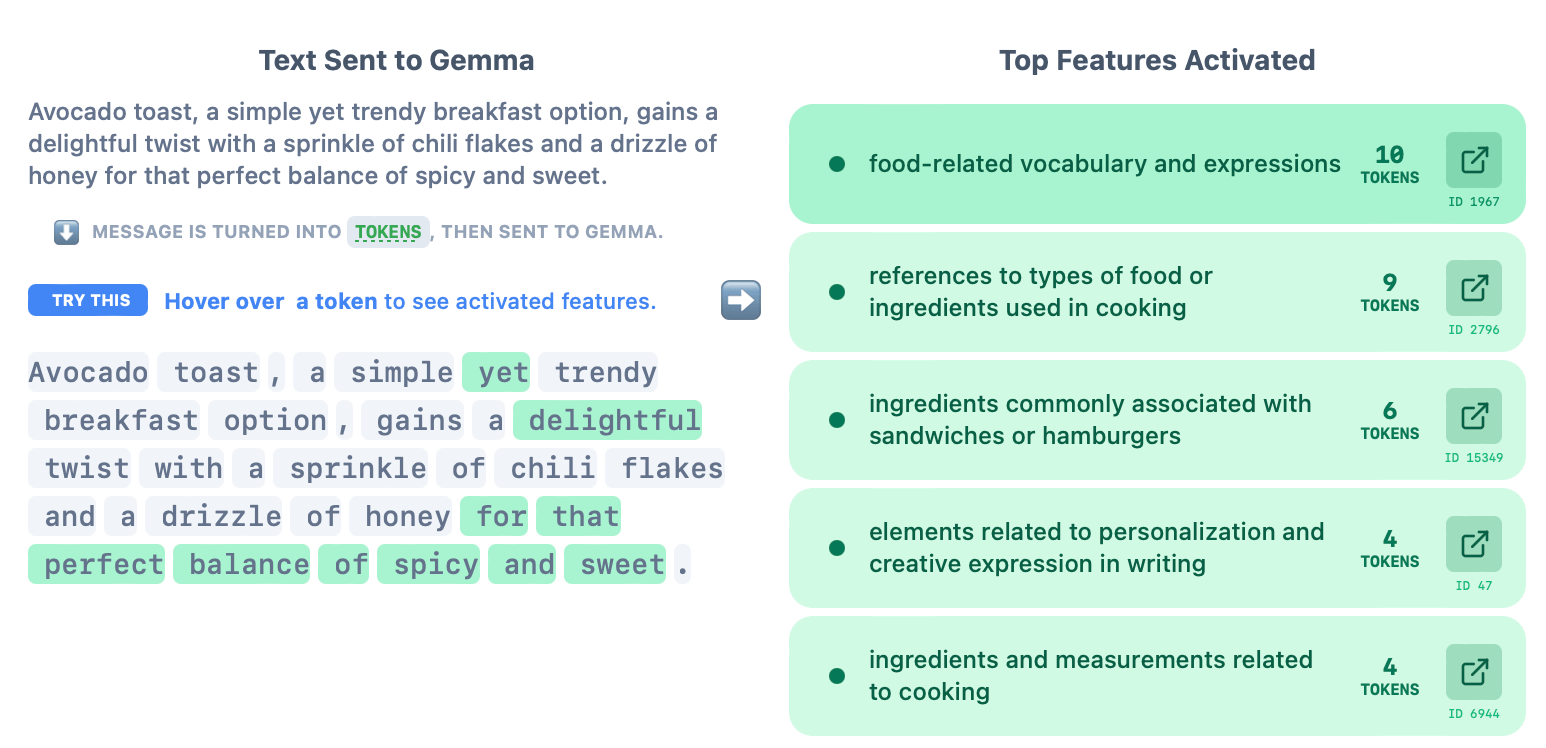 Text Sent to Gemma
Avocado toast, a simple yet trendy breakfast option, gains a
delightful twist with a sprinkle of chili flakes and a drizzle of
honey for that perfect balance of spicy and sweet.
MESSAGE IS TURNED INTO TOKENS, THEN SENT TO GEMMA.
TRY THIS Hover over a token to see activated features.
Avocado toast, a simple yet trendy
breakfast option, gains a delightful
twist with a sprinkle of chili flakes
and a drizzle of honey for that
perfect balance of spicy and sweet.
Top Features Activated
food-related vocabulary and expressions
10
TOKENS
ID 1967
references to types of food or
ingredients used in cooking
9
TOKENS
ID 2796
ingredients commonly associated with
sandwiches or hamburgers
6
TOKENS
ID 15349
elements related to personalization and
creative expression in writing
4
TOKENS
ID 47
ingredients and measurements related
to cooking
4
TOKENS
ID 6944